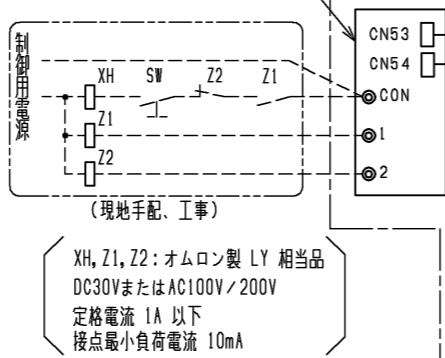 制御用電源
CN53
CN54
XH SW Z2 Z1
CON
Z1
1
Z2
2
(現地手配、工事)
XH,Z1,Z2:オムロン製 LY 相当品
DC30VまたはAC100V/200V
定格電流 1A 以下
接点最小負荷電流 10mA